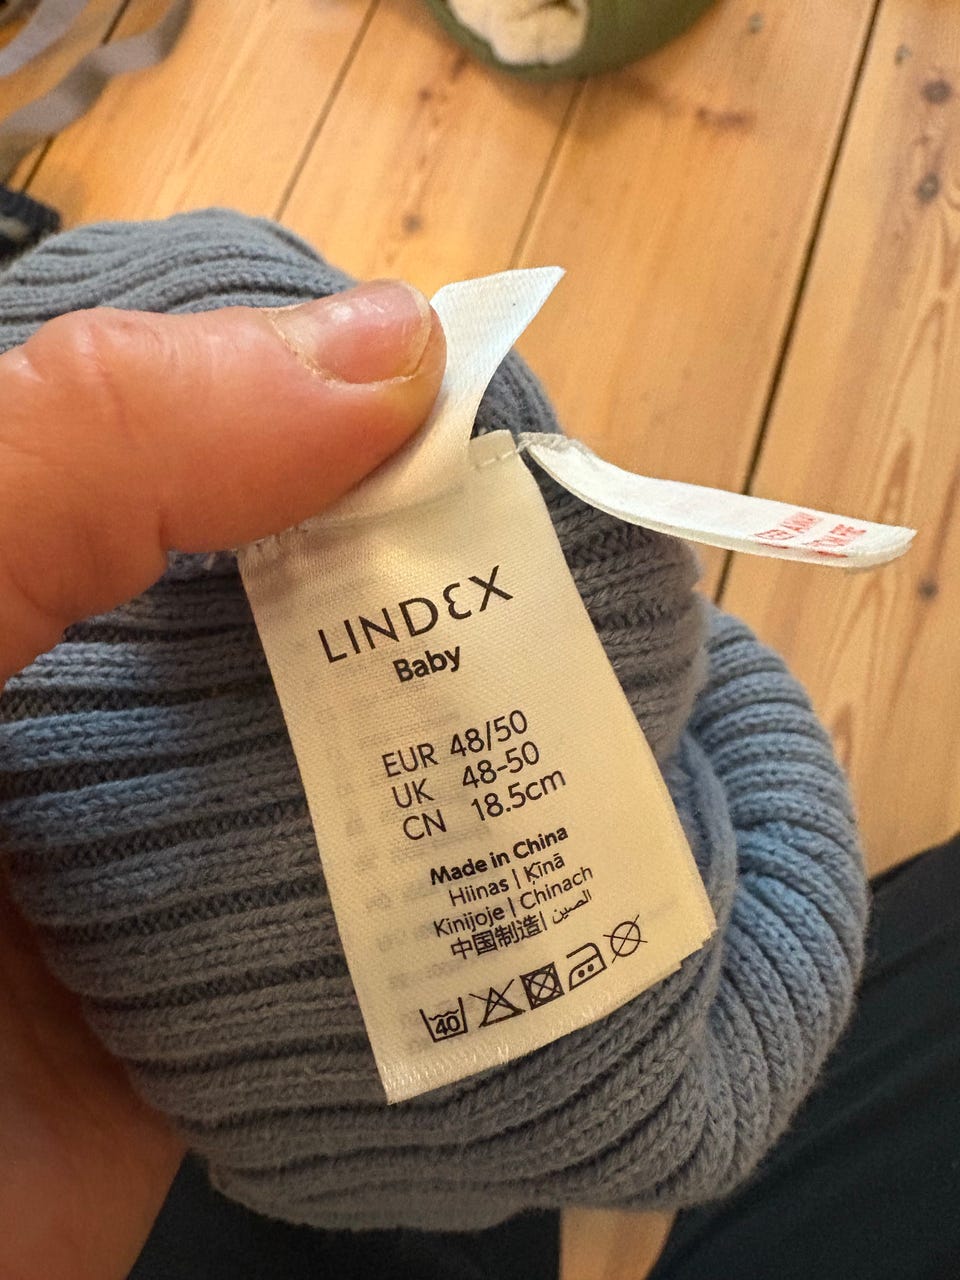 LINDEX
Baby
EUR 48/50
UK 48-50
CN 18.5cm
Made in China
Hiinas | Ķīnā
Kinijoje | Chinach
中国制造 | الصين
40